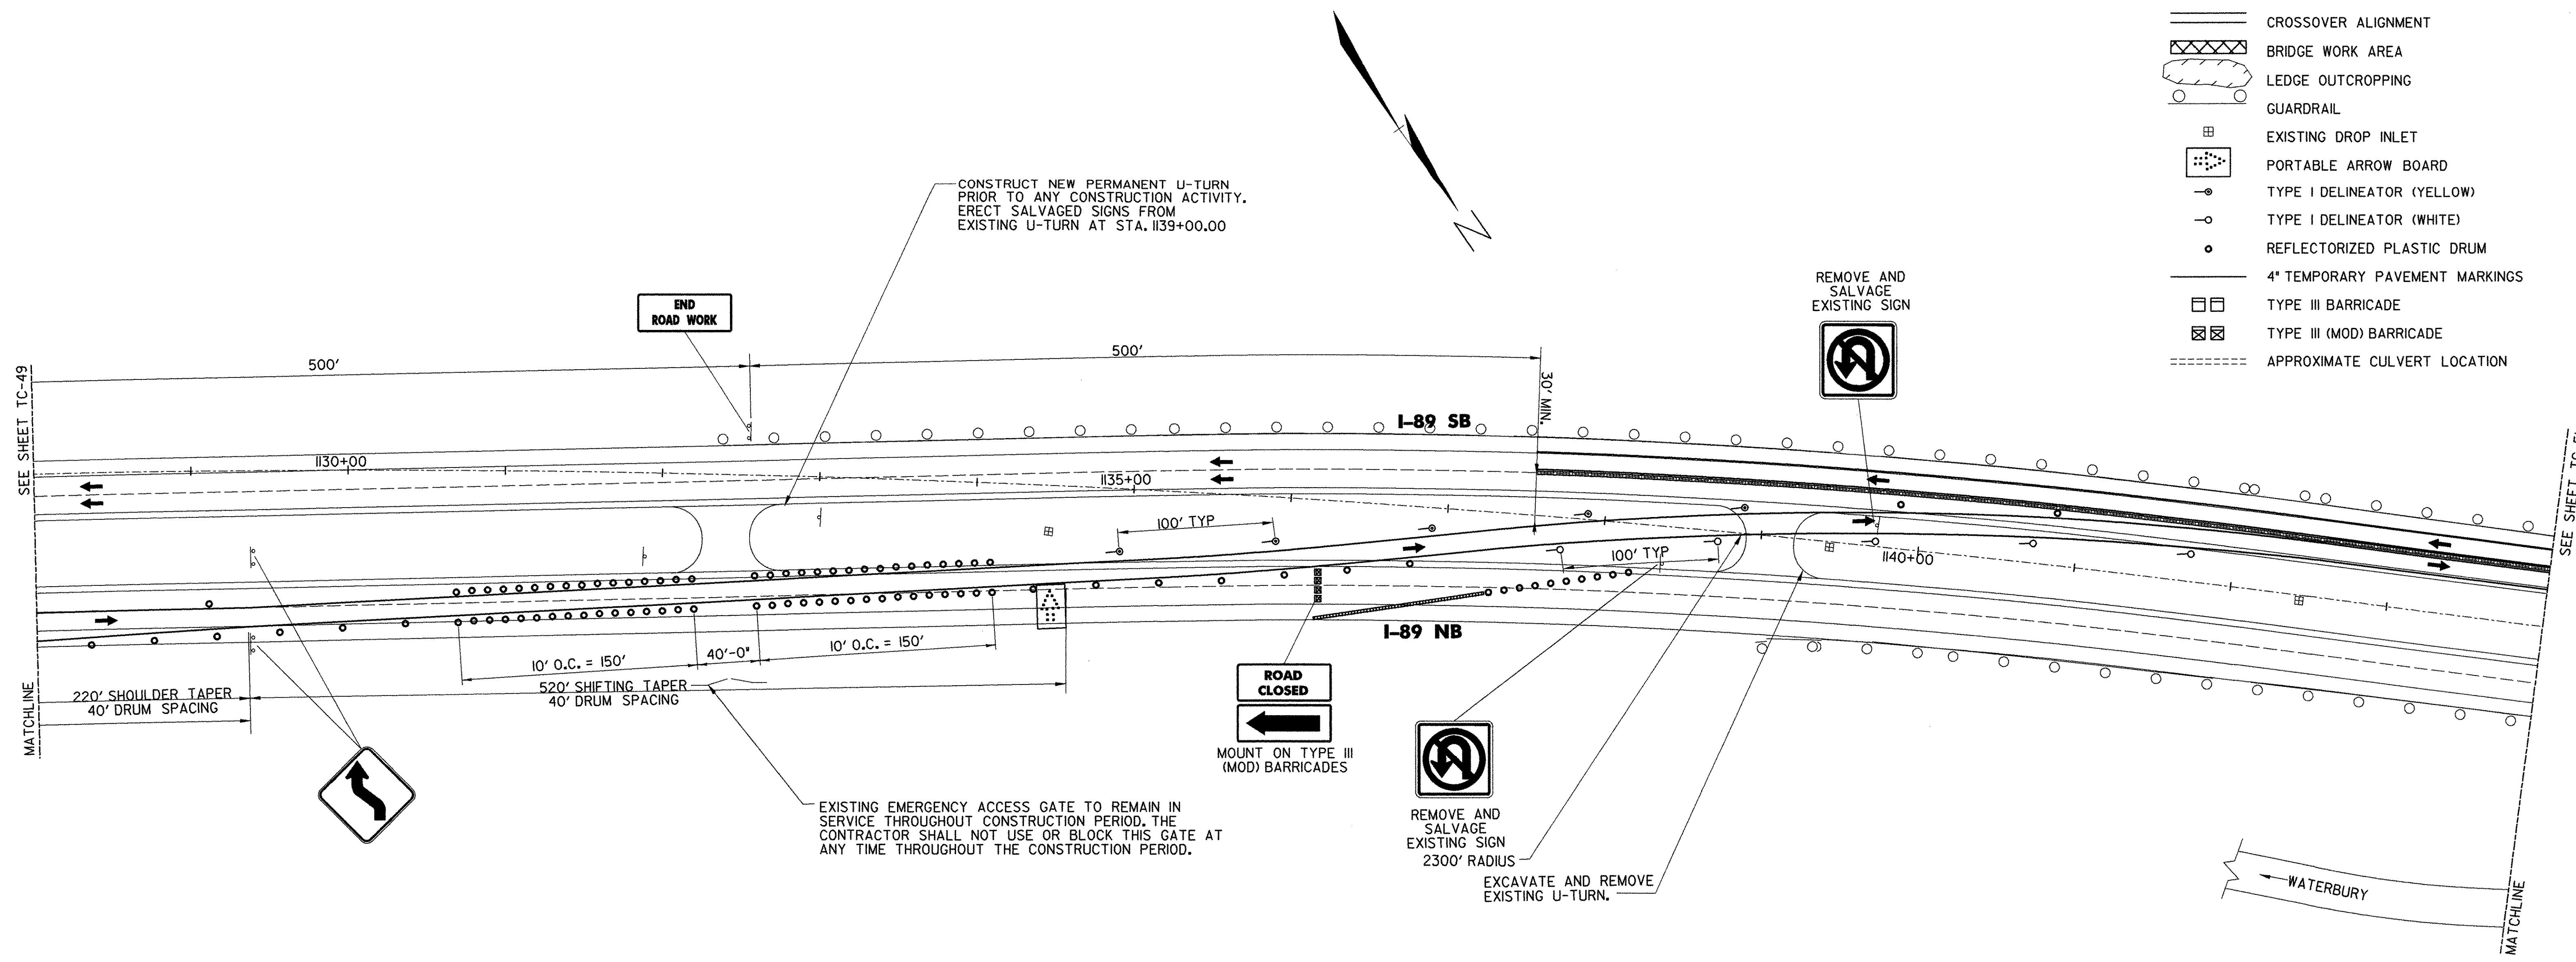 CROSSOVER ALIGNMENT
BRIDGE WORK AREA
LEDGE OUTCROPPING
GUARDRAIL
EXISTING DROP INLET
PORTABLE ARROW BOARD
TYPE I DELINEATOR (YELLOW)
TYPE I DELINEATOR (WHITE)
REFLECTORIZED PLASTIC DRUM
4" TEMPORARY PAVEMENT MARKINGS
TYPE III BARRICADE
TYPE III (MOD) BARRICADE
APPROXIMATE CULVERT LOCATION
N
CONSTRUCT NEW PERMANENT U-TURN
PRIOR TO ANY CONSTRUCTION ACTIVITY.
ERECT SALVAGED SIGNS FROM
EXISTING U-TURN AT STA. 1139+00.00
END
ROAD WORK
REMOVE AND
SALVAGE
EXISTING SIGN
500'
500'
30' MIN.
SEE SHEET TC-49
I-89 SB
1130+00
1135+00
100' TYP
100' TYP
1140+00
SEE SHEET
I-89 NB
10' O.C. = 150'
40'-0"
10' O.C. = 150'
220' SHOULDER TAPER
40' DRUM SPACING
520' SHIFTING TAPER
40' DRUM SPACING
MATCHLINE
ROAD
CLOSED
MOUNT ON TYPE III
(MOD) BARRICADES
EXISTING EMERGENCY ACCESS GATE TO REMAIN IN
SERVICE THROUGHOUT CONSTRUCTION PERIOD. THE
CONTRACTOR SHALL NOT USE OR BLOCK THIS GATE AT
ANY TIME THROUGHOUT THE CONSTRUCTION PERIOD.
REMOVE AND
SALVAGE
EXISTING SIGN
2300' RADIUS
EXCAVATE AND REMOVE
EXISTING U-TURN.
WATERBURY
MATCHLINE